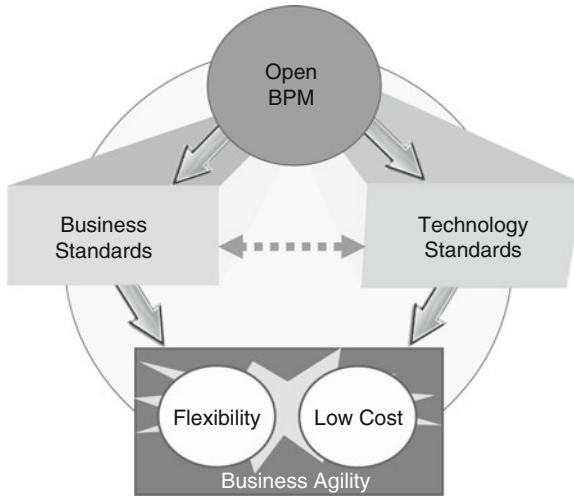 Open
BPM
Business
Standards
Technology
Standards
Flexibility
Low Cost
Business Agility